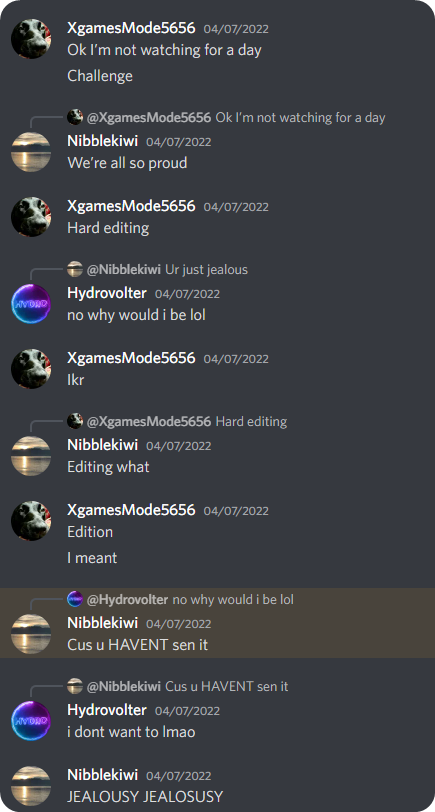 XgamesMode5656 04/07/2022
Ok I'm not watching for a day
Challenge
@XgamesMode5656 Ok I'm not watching for a day
Nibblekiwi 04/07/2022
We're all so proud
XgamesMode5656 04/07/2022
Hard editing
@Nibblekiwi Ur just jealous
HYBRO
Hydrovolter 04/07/2022
no why would i be lol
XgamesMode5656 04/07/2022
Ikr
@XgamesMode5656 Hard editing
Nibblekiwi 04/07/2022
Editing what
XgamesMode5656 04/07/2022
Edition
I meant
@Hydrovolter no why would i be lol
Nibblekiwi 04/07/2022
Cus u HAVENT sen it
@Nibblekiwi Cus u HAVENT sen it
HYBRO
Hydrovolter 04/07/2022
i dont want to lmao
Nibblekiwi 04/07/2022
JEALOUSY JEALOSUSY